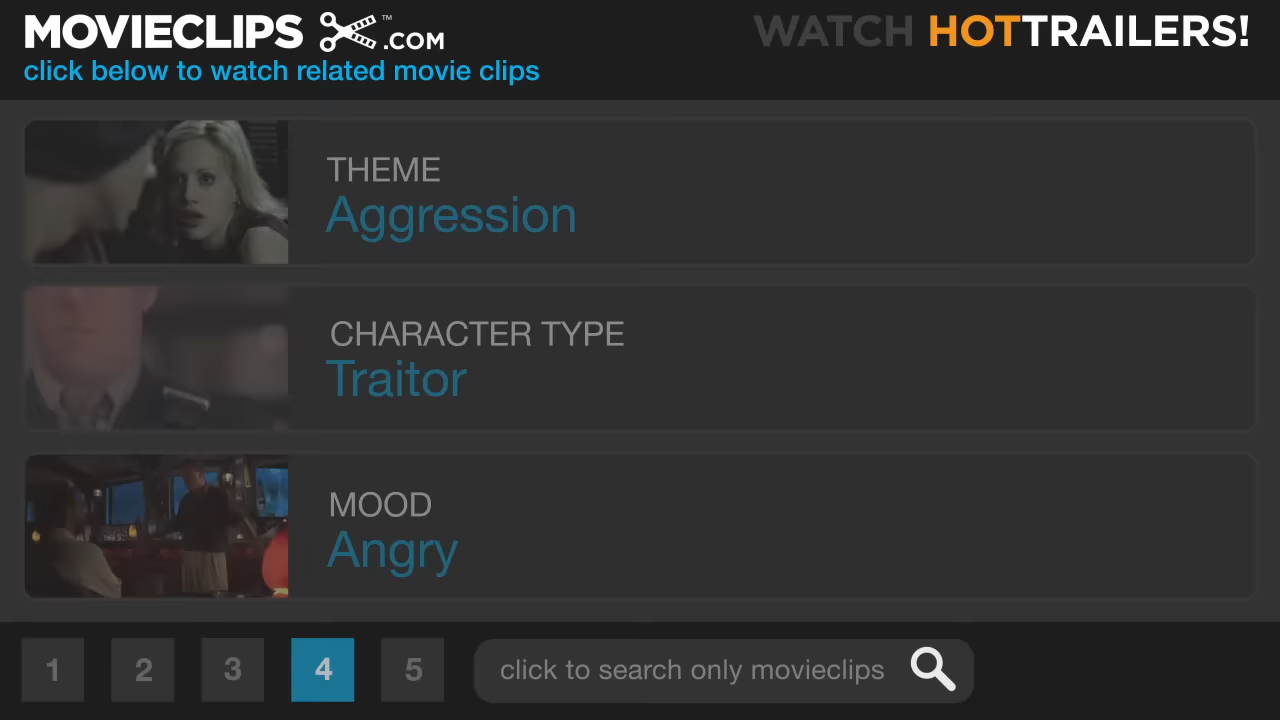 MOVIECLIPS ™ .COM
WATCH HOTTRAILERS!
click below to watch related movie clips
THEME
Aggression
CHARACTER TYPE
Traitor
MOOD
Angry
1 2 3 4 5 click to search only movieclips